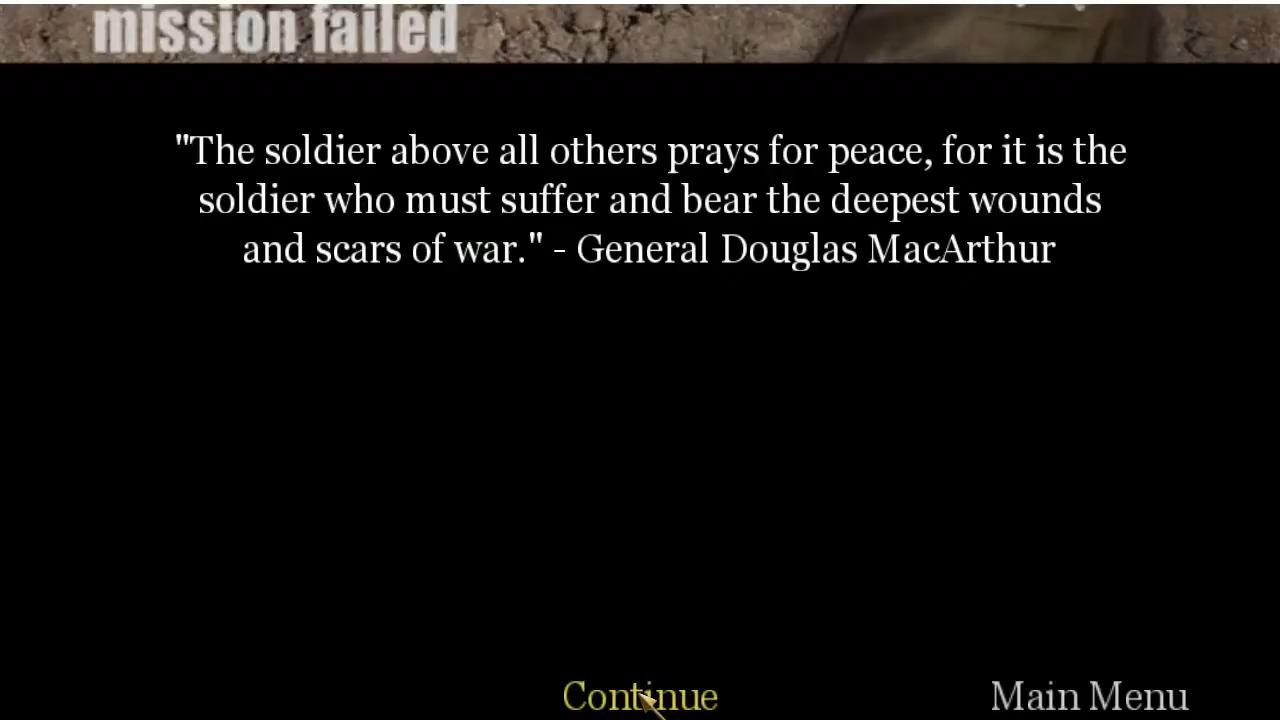 mission failed
"The soldier above all others prays for peace, for it is the
soldier who must suffer and bear the deepest wounds
and scars of war." - General Douglas MacArthur
Continue
Main Menu